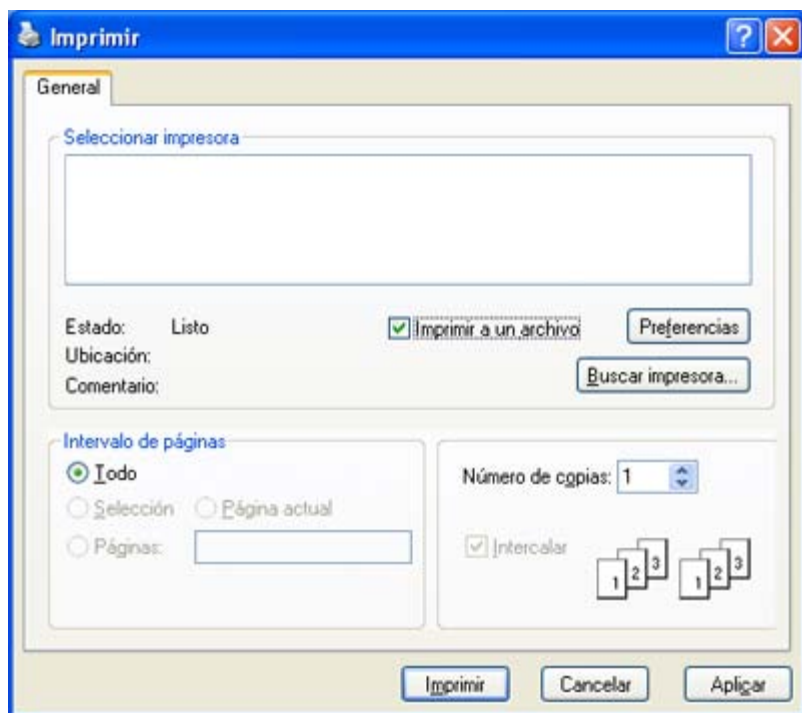 Imprimir
General
Seleccionar impresora
Estado: Listo
Imprimir a un archivo
Preferencias
Ubicación:
Comentario:
Buscar impresora...
Intervalo de páginas
Todo
Selección
Página actual
Páginas:
Número de copias: 1
Intercalar
1 2 3 1 2 3
Imprimir
Cancelar
Aplicar